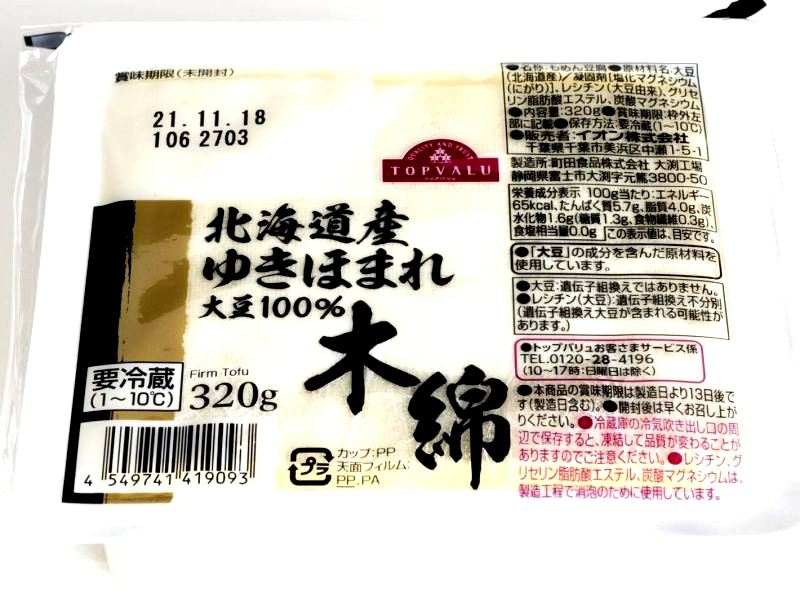 賞味期限(未開封)
21.11.18
106 2703
QUALITY AND TRUST
TOPVALU
トップバリュ
北海道産
ゆきほまれ
大豆100%
木綿
要冷蔵
(1~10℃)
Firm Tofu
320g
4 549741 419093
プラ
カップ:PP
天面フィルム:
PP,PA
●名称:もめん豆腐●原材料名:大豆
(北海道産)/凝固剤[塩化マグネシウム
(にがり)]、レシチン(大豆由来)、グリセ
リン脂肪酸エステル、炭酸マグネシウム
●内容量:320g●賞味期限:枠外左
部に記載●保存方法:要冷蔵(1~10℃)
●販売者:イオン株式会社
千葉県千葉市美浜区中瀬1-5-1
製造所:町田食品株式会社 大渕工場
静岡県富士市大渕字元篤3800-50
栄養成分表示 100g当たり:エネルギー
65kcal、たんぱく質5.7g、脂質4.0g、炭
水化物1.6g(糖質1.3g、食物繊維0.3g)、
食塩相当量0.0g 「この表示値は、目安です。」
●「大豆」の成分を含んだ原材料を
使用しています。
●大豆:遺伝子組換えではありません。
●レシチン(大豆):遺伝子組換え不分別
(遺伝子組換え大豆が含まれる可能性が
あります。)
●トップバリュお客さまサービス係
TEL.0120-28-4196
(10~17時:日曜日は除く)
●本商品の賞味期限は製造日より13日後で
す(製造日含む)。●開封後は早くお召し上が
りください。●冷蔵庫の冷気吹き出し口の周
辺で保存すると、凍結して品質が変わることが
ありますのでご注意ください。●レシチン、グ
リセリン脂肪酸エステル、炭酸マグネシウムは、
製造工程で消泡のために使用しています。